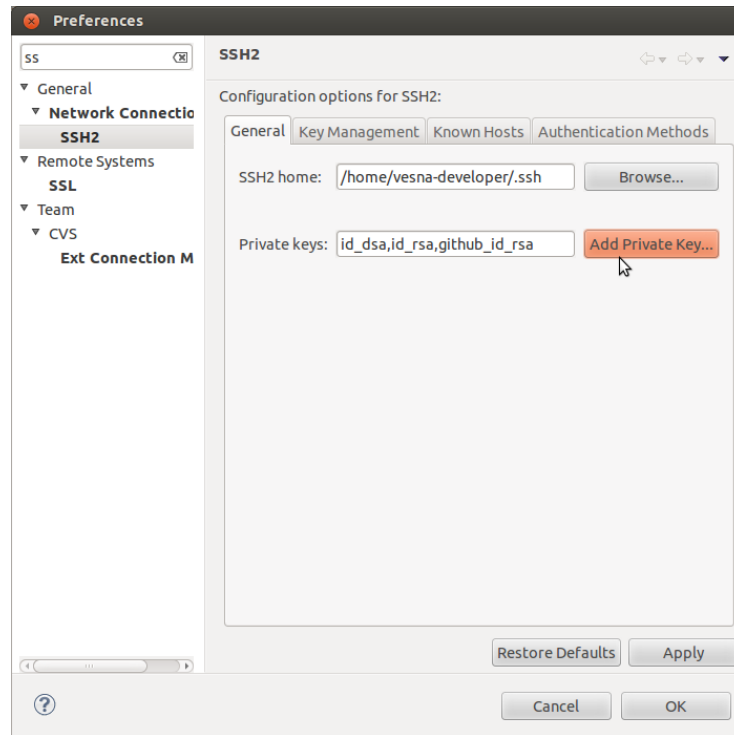 Preferences
ss
General
Network Connectio
SSH2
Remote Systems
SSL
Team
CVS
Ext Connection M
SSH2
Configuration options for SSH2:
General Key Management Known Hosts Authentication Methods
SSH2 home: /home/vesna-developer/.ssh Browse...
Private keys: id_dsa,id_rsa,github_id_rsa Add Private Key...
Restore Defaults Apply
? Cancel OK